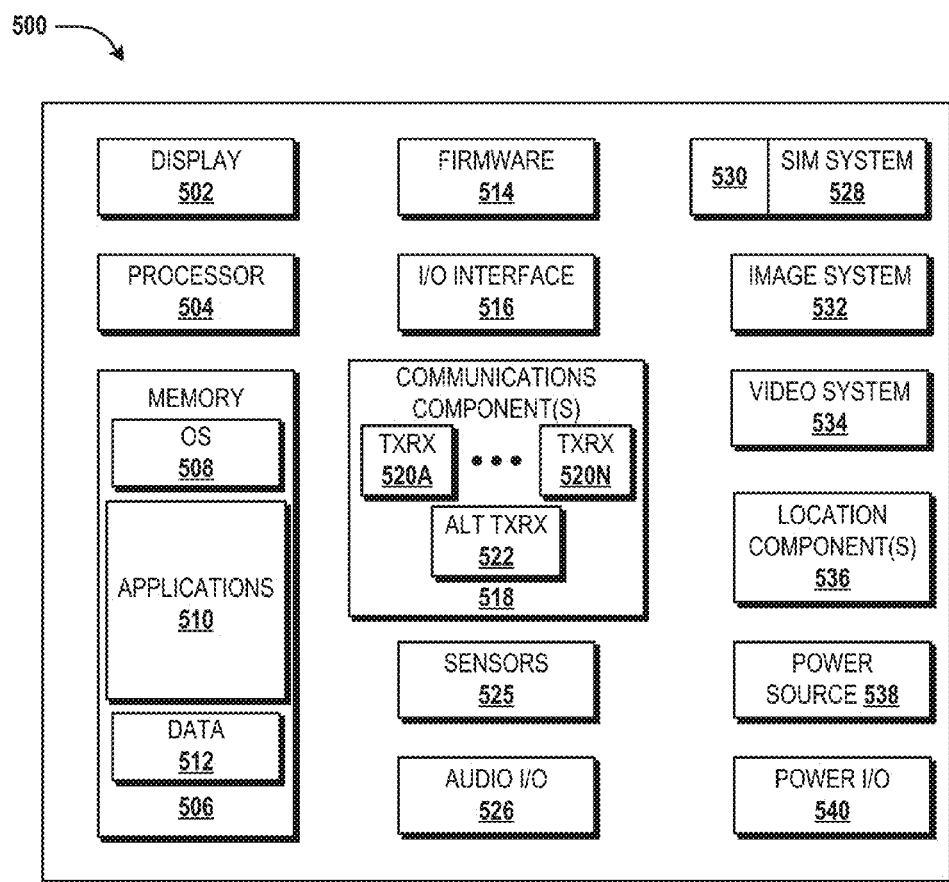 500
DISPLAY
502
PROCESSOR
504
MEMORY
OS
508
APPLICATIONS
510
DATA
512
506
FIRMWARE
514
I/O INTERFACE
516
COMMUNICATIONS
COMPONENT(S)
TXRX
520A
TXRX
520N
ALT TXRX
522
518
SENSORS
525
AUDIO I/O
526
530
SIM SYSTEM
528
IMAGE SYSTEM
532
VIDEO SYSTEM
534
LOCATION
COMPONENT(S)
536
POWER
SOURCE 538
POWER I/O
540